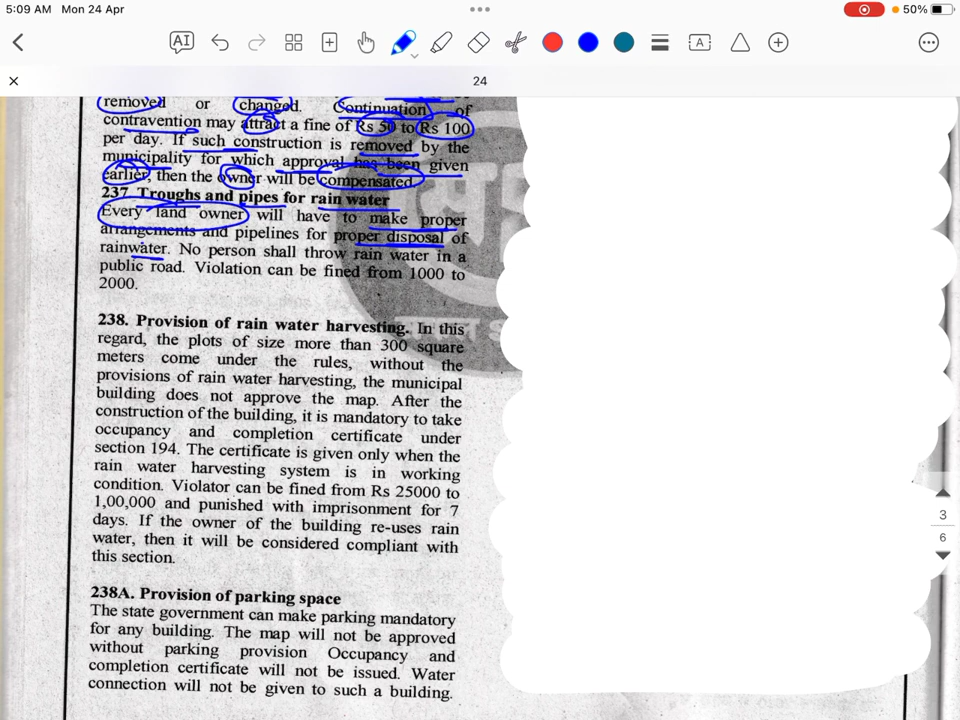 5:09 AM Mon 24 Apr
50%
AI
A
24
removed or changed. Continuation of
contravention may attract a fine of Rs 50 to Rs 100
per day. If such construction is removed by the
municipality for which approval has been given
earlier, then the owner will be compensated.
237 Troughs and pipes for rain water
Every land owner will have to make proper
arrangements and pipelines for proper disposal of
rainwater. No person shall throw rain water in a
public road. Violation can be fined from 1000 to
2000.
238. Provision of rain water harvesting. In this
regard, the plots of size more than 300 square
meters come under the rules, without the
provisions of rain water harvesting, the municipal
building does not approve the map. After the
construction of the building, it is mandatory to take
occupancy and completion certificate under
section 194. The certificate is given only when the
rain water harvesting system is in working
condition. Violator can be fined from Rs 25000 to
1,00,000 and punished with imprisonment for 7
days. If the owner of the building re-uses rain
water, then it will be considered compliant with
this section.
238A. Provision of parking space
The state government can make parking mandatory
for any building. The map will not be approved
without parking provision Occupancy and
completion certificate will not be issued. Water
connection will not be given to such a building.
3
6